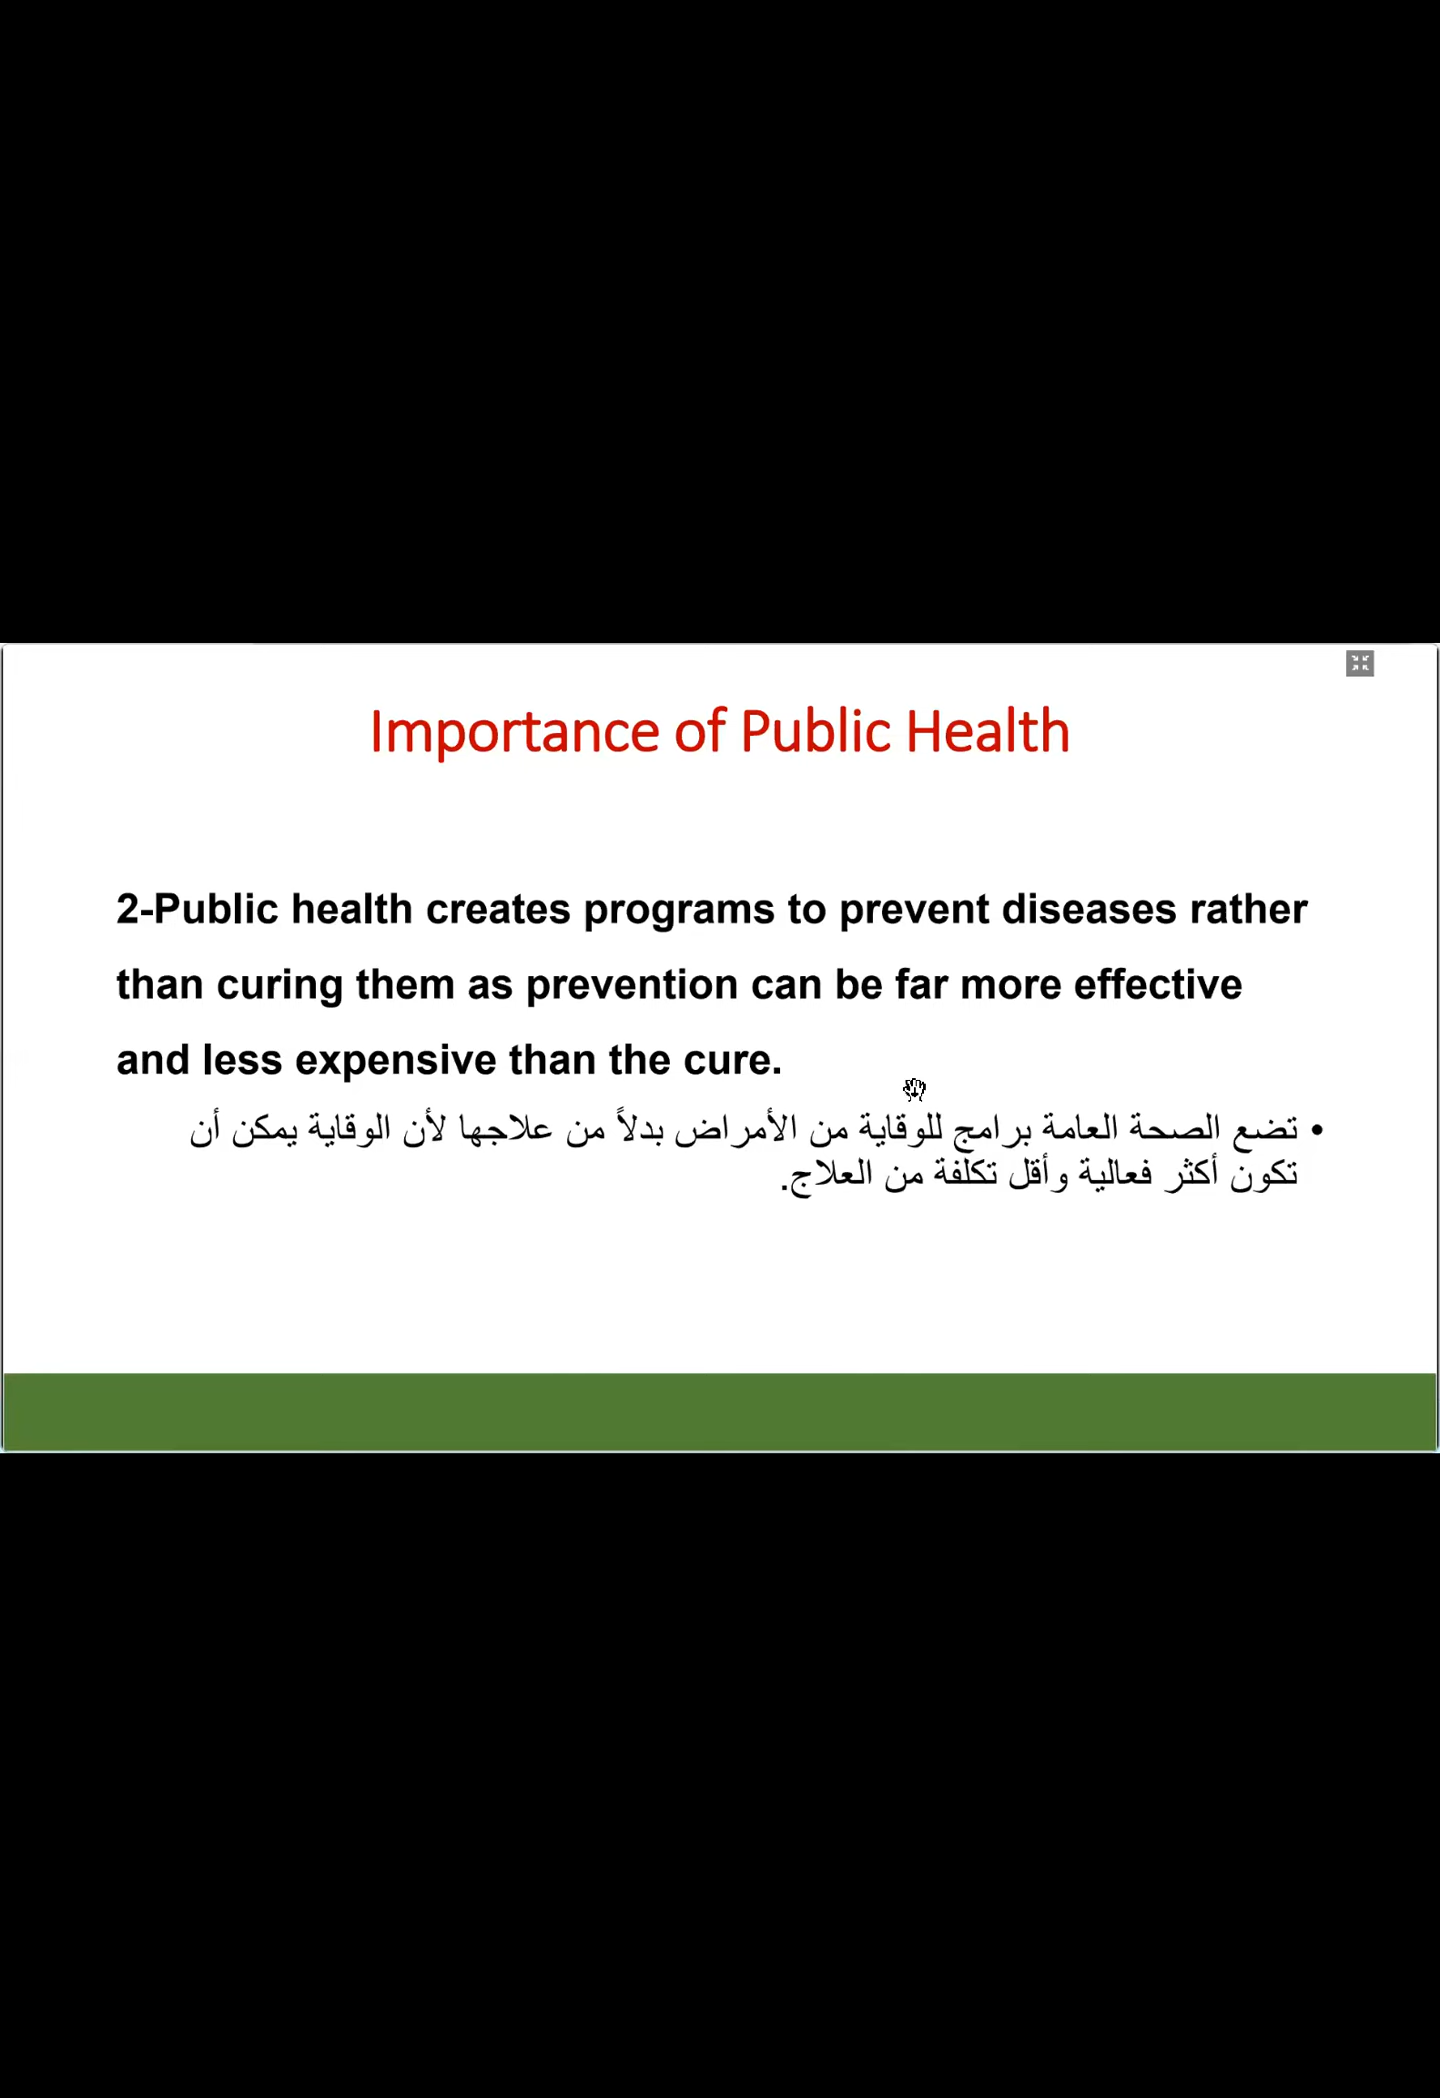 Importance of Public Health
2-Public health creates programs to prevent diseases rather
than curing them as prevention can be far more effective
and less expensive than the cure.
• تضع الصحة العامة برامج للوقاية من الأمراض بدلاً من علاجها لأن الوقاية يمكن أن
تكون أكثر فعالية وأقل تكلفة من العلاج.